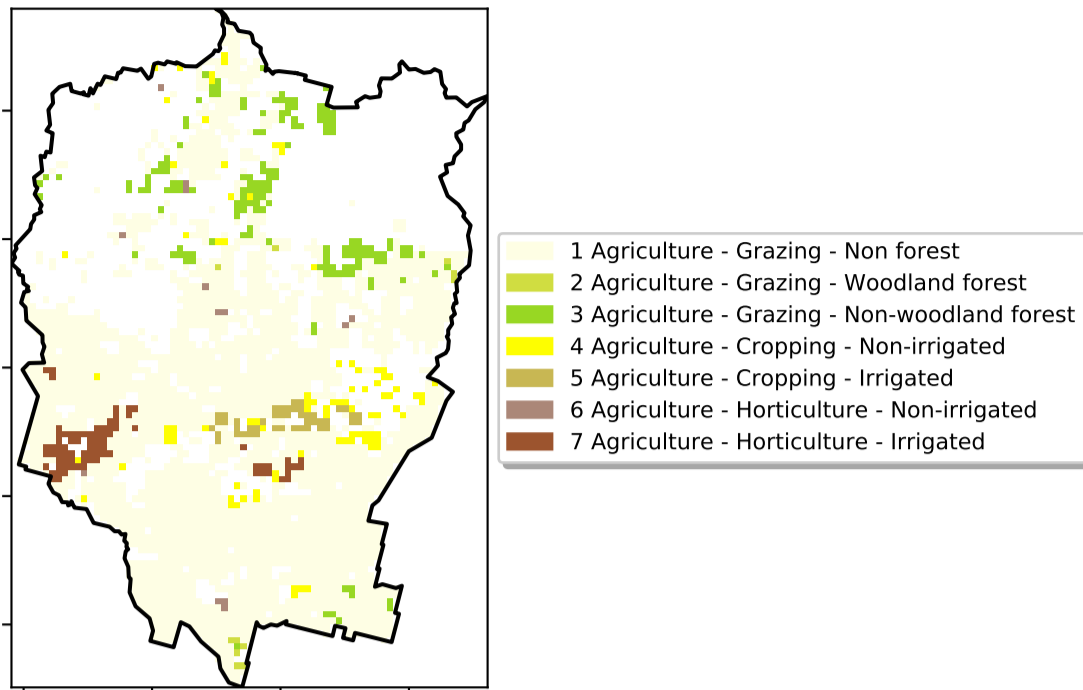 1 Agriculture - Grazing - Non forest
2 Agriculture - Grazing - Woodland forest
3 Agriculture - Grazing - Non-woodland forest
4 Agriculture - Cropping - Non-irrigated
5 Agriculture - Cropping - Irrigated
6 Agriculture - Horticulture - Non-irrigated
7 Agriculture - Horticulture - Irrigated